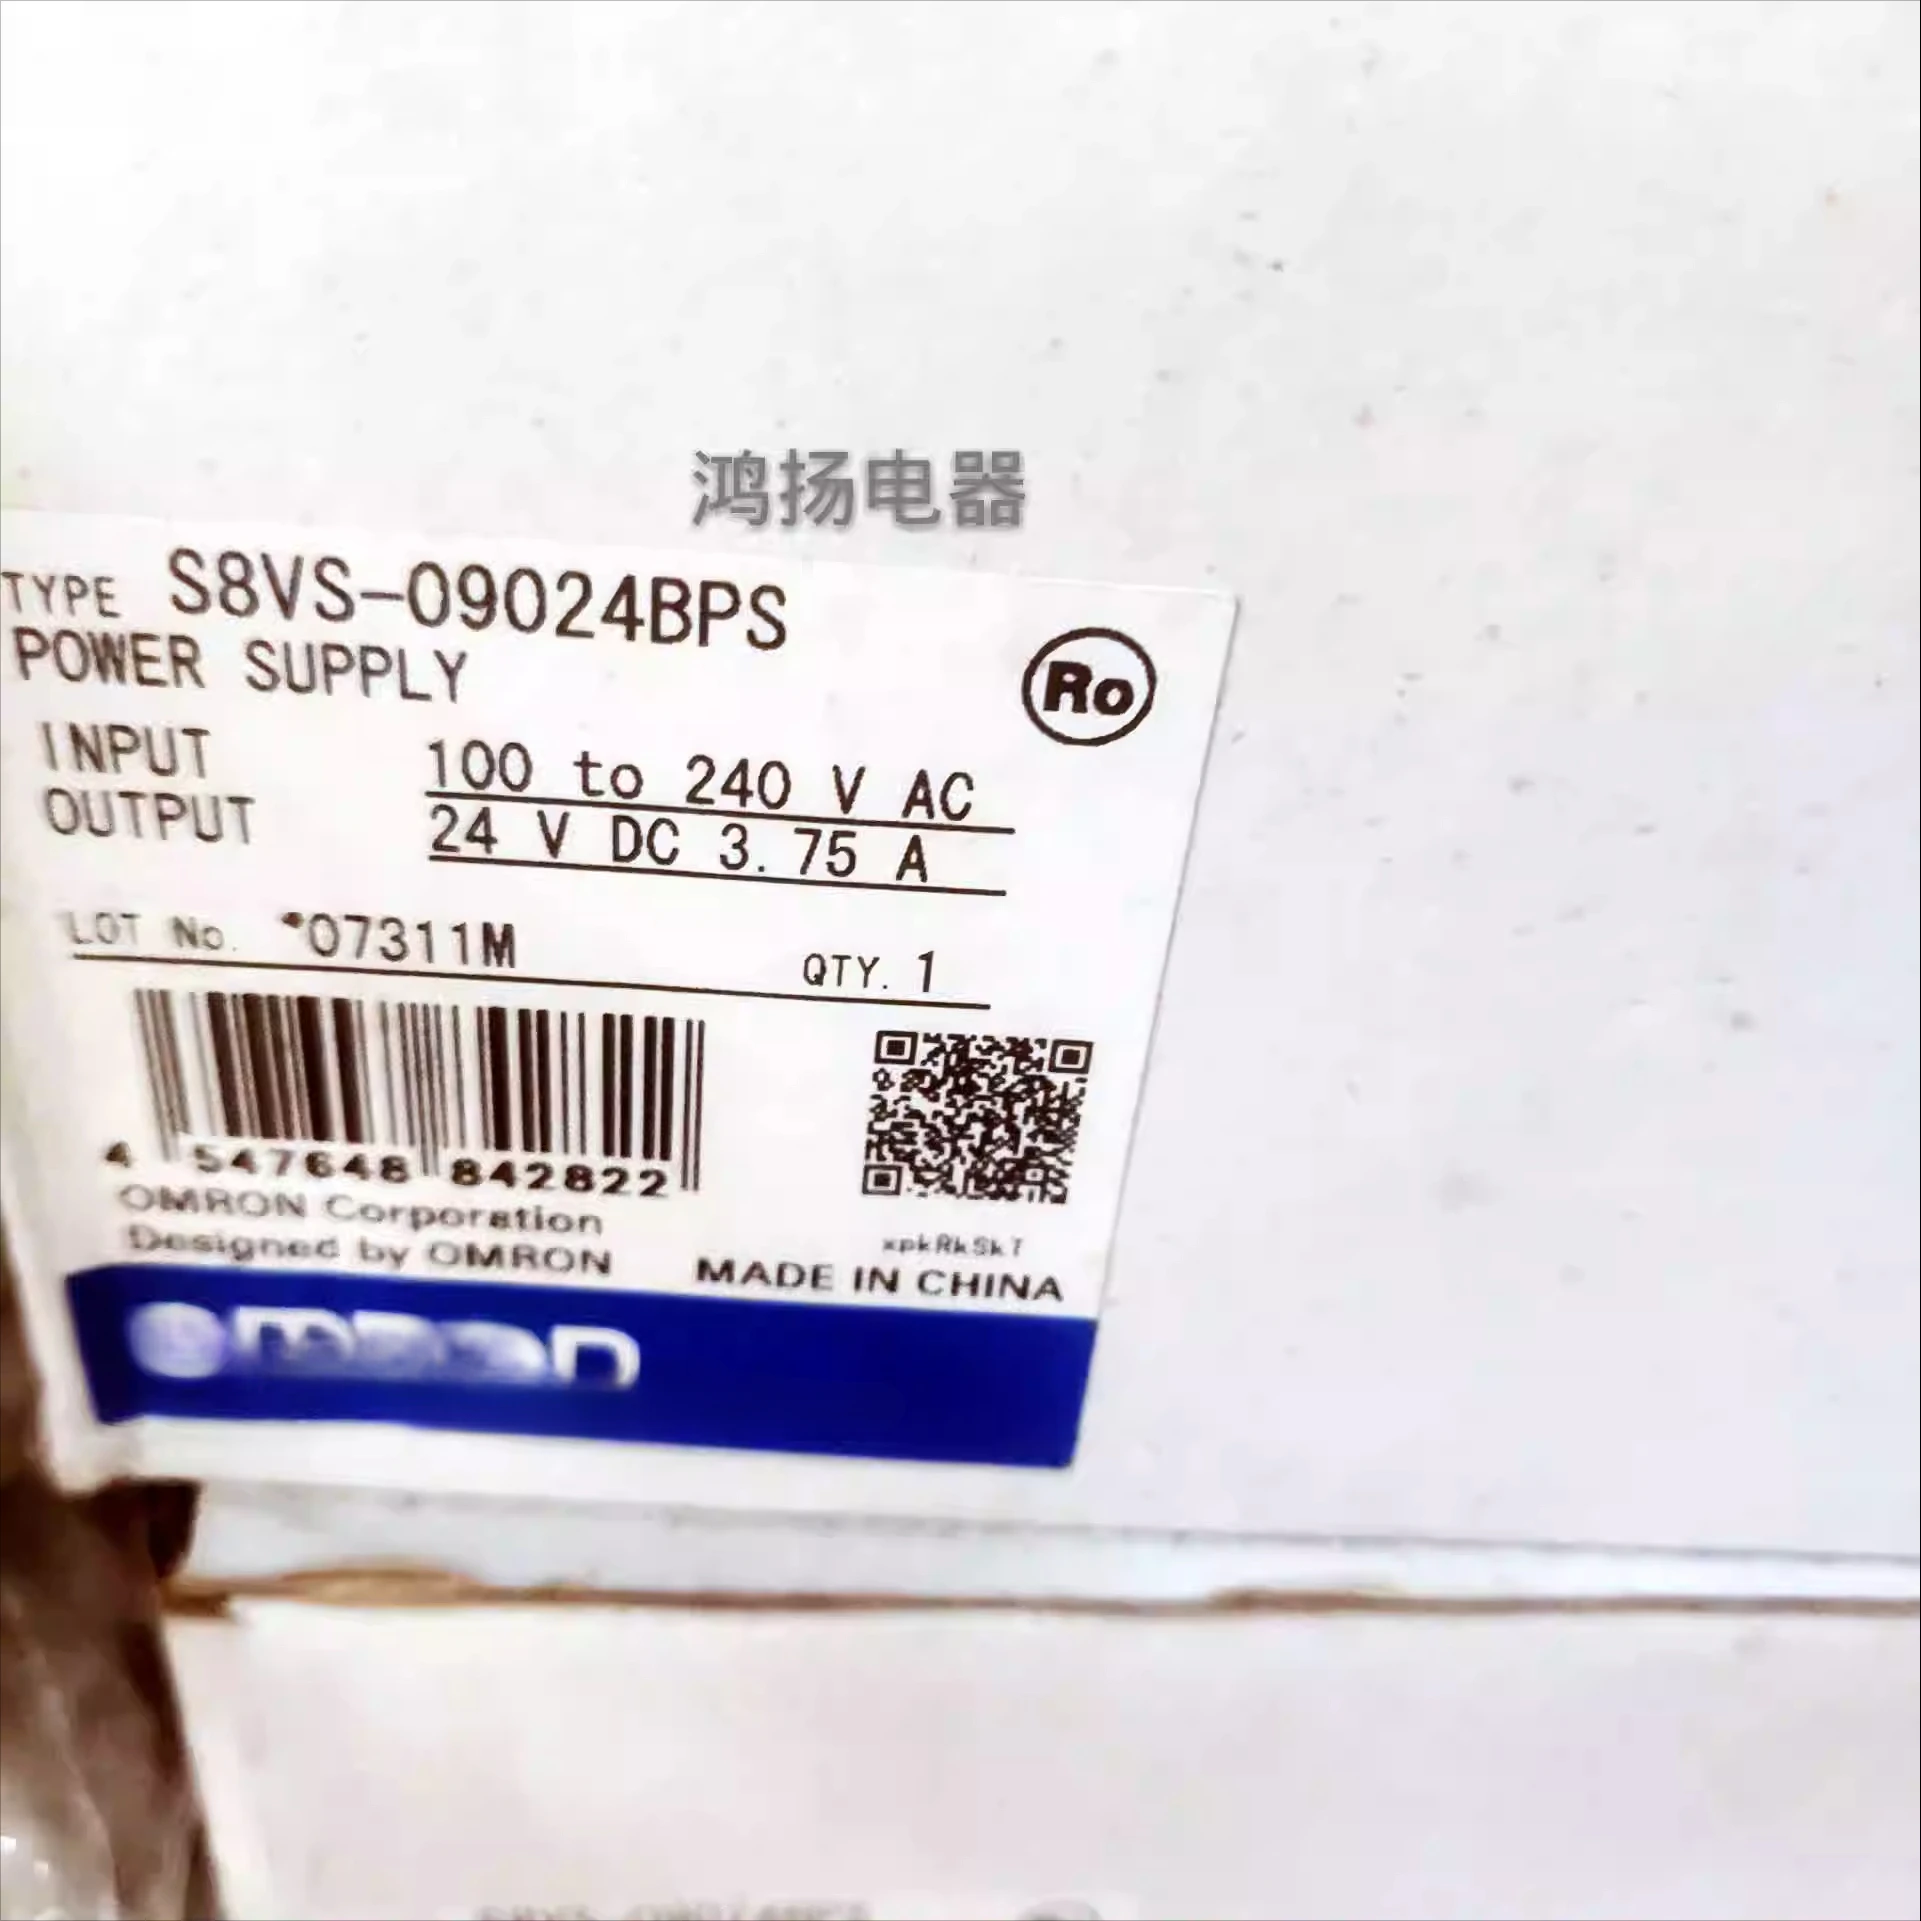 鸿扬电器
TYPE S8VS-09024BPS
POWER SUPPLY
Ro
INPUT 100 to 240 V AC
OUTPUT 24 V DC 3.75 A
LOT No. *07311M QTY. 1
4 547648 842822
OMRON Corporation
Designed by OMRON
xpkRkSkT
MADE IN CHINA